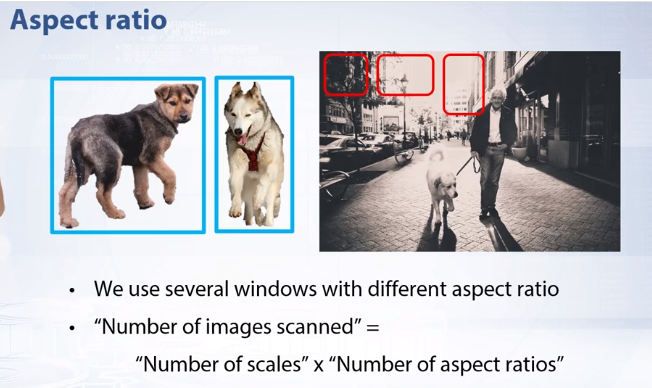 Aspect ratio
• We use several windows with different aspect ratio
• “Number of images scanned” =
“Number of scales” x “Number of aspect ratios”